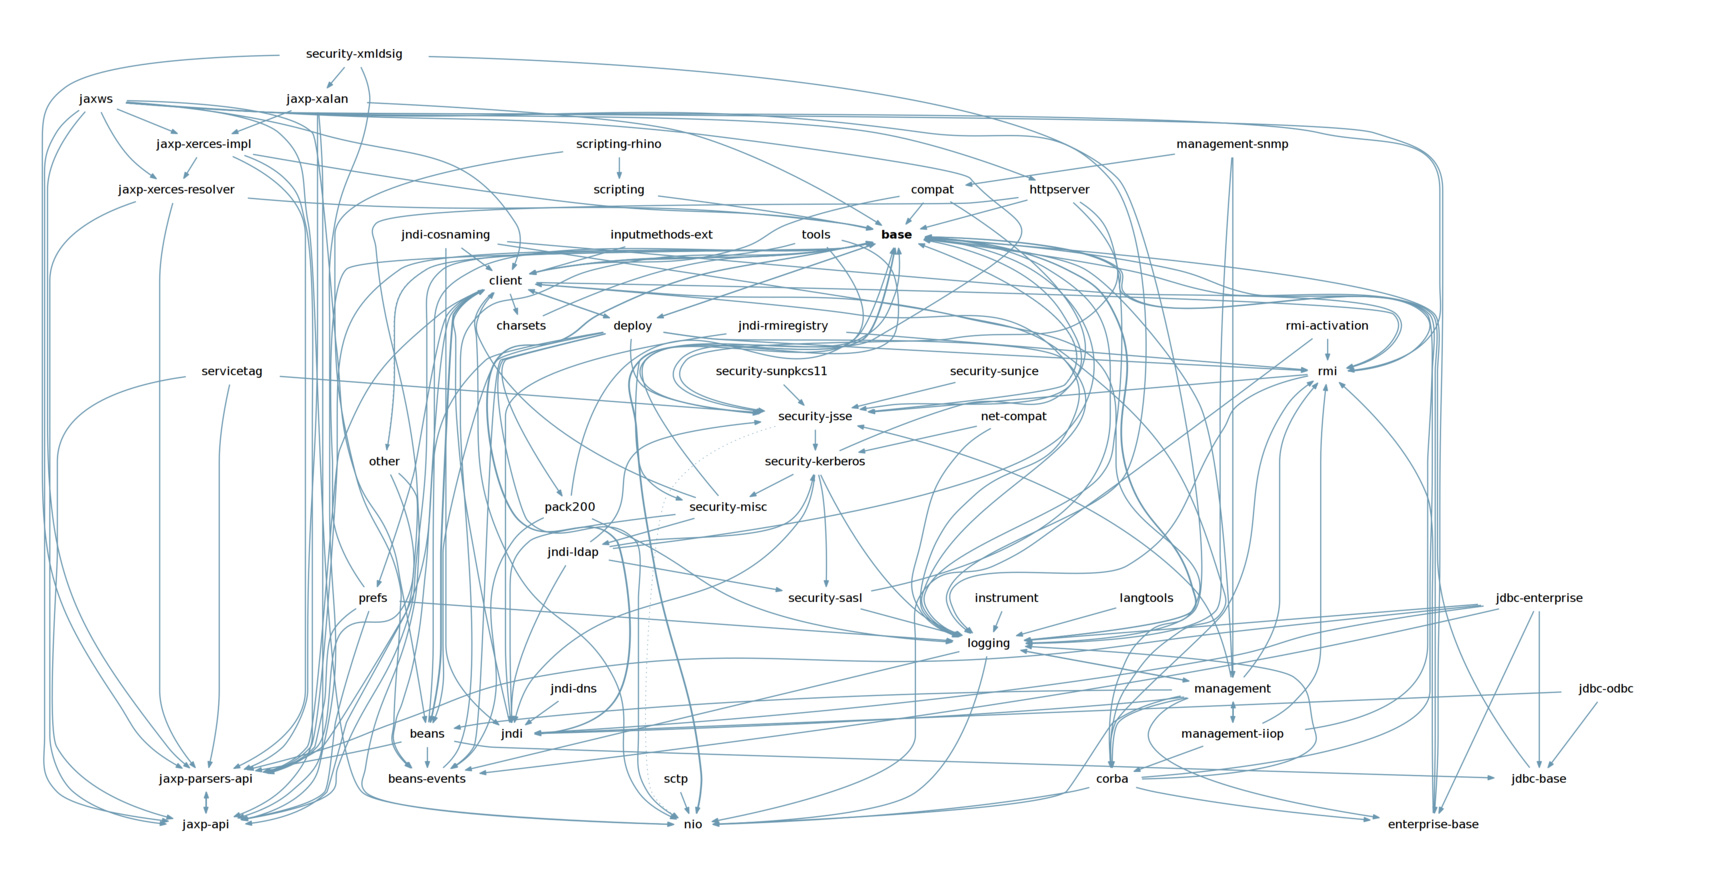 security-xmldsig
jaxws
jaxp-xalan
jaxp-xerces-impl
scripting-rhino
management-snmp
jaxp-xerces-resolver
scripting
compat
httpserver
jndi-cosnaming
inputmethods-ext
tools
base
client
charsets
deploy
jndi-rmiregistry
rmi-activation
servicetag
security-sunpkcs11
security-sunjce
rmi
security-jsse
net-compat
other
security-kerberos
pack200
security-misc
jndi-ldap
prefs
security-sasl
instrument
langtools
jdbc-enterprise
logging
jndi-dns
management
jdbc-odbc
beans
jndi
management-iiop
jaxp-parsers-api
beans-events
sctp
corba
jdbc-base
jaxp-api
nio
enterprise-base